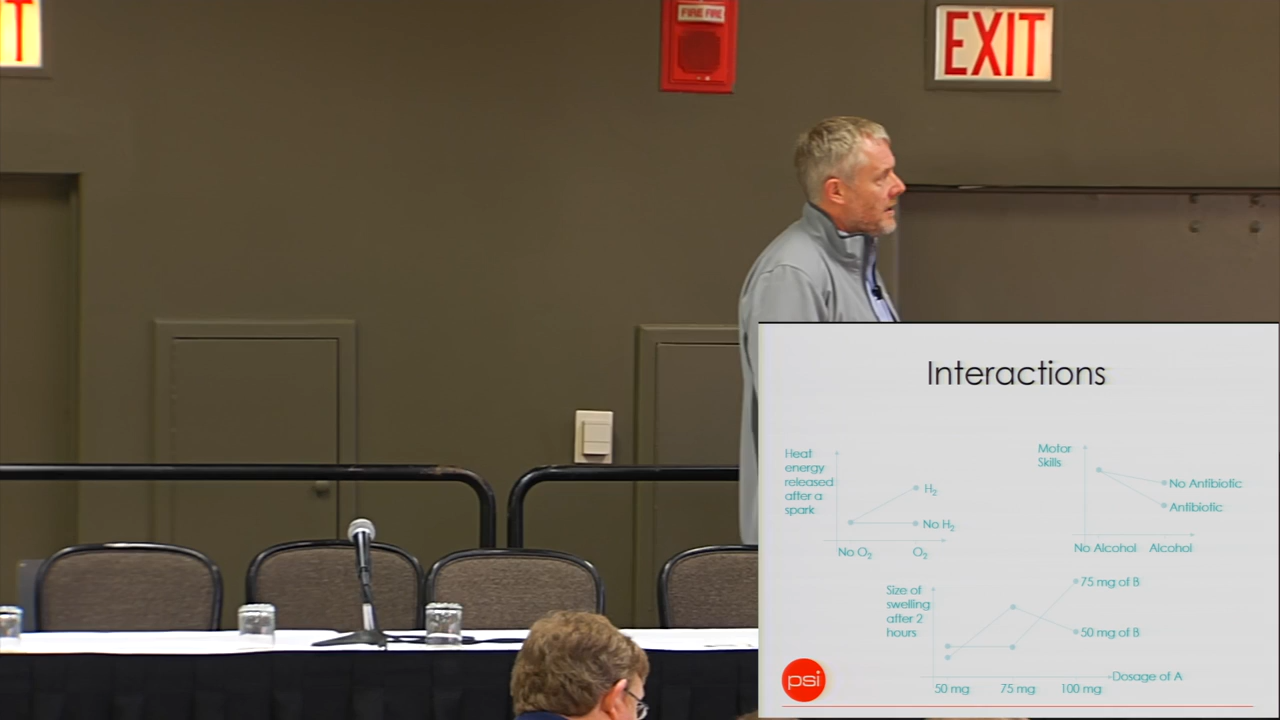 T
FIRE FIRE
EXIT
Interactions
Heat
energy
released
after a
spark
H₂
No H₂
No O₂
O₂
Motor
Skills
No Antibiotic
Antibiotic
No Alcohol
Alcohol
Size of
swelling
after 2
hours
75 mg of B
50 mg of B
Dosage of A
50 mg
75 mg
100 mg
psi